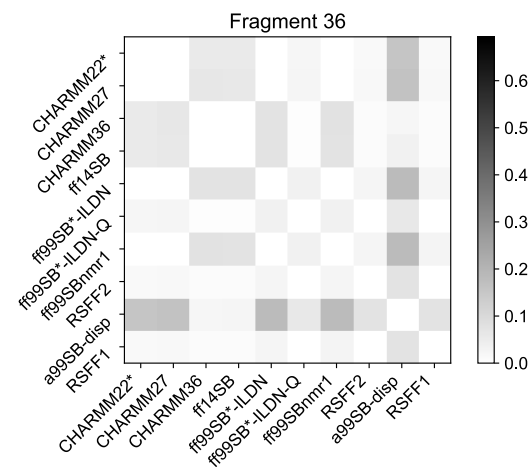 Fragment 36
CHARMM22*
CHARMM27
CHARMM36
ff14SB
ff99SB*-ILDN
ff99SB*-ILDN-Q
ff99SBnmr1
RSFF2
a99SB-disp
RSFF1
CHARMM22*
CHARMM27
CHARMM36
ff14SB
ff99SB*-ILDN
ff99SB*-ILDN-Q
ff99SBnmr1
RSFF2
a99SB-disp
RSFF1
0.6
0.5
0.4
0.3
0.2
0.1
0.0